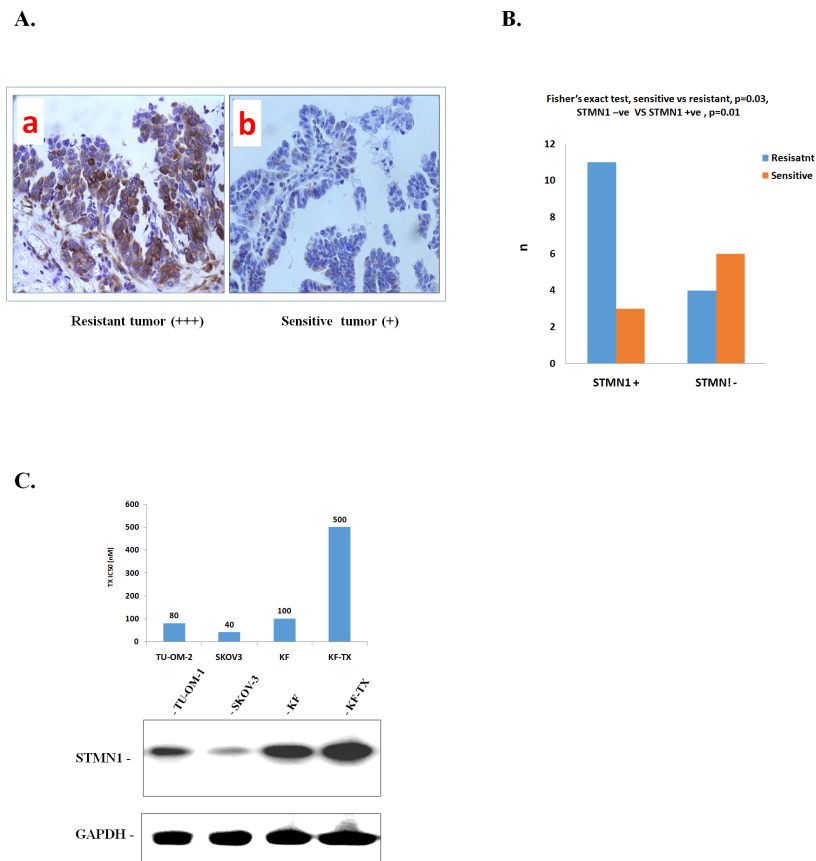 A.
B.
a
b
Resistant tumor (+++)
Sensitive tumor (+)
Fisher's exact test, sensitive vs resistant, p=0.03,
STMN1 –ve VS STMN1 +ve , p=0.01
12
10
8
6
4
2
0
n
Resisatnt
Sensitive
STMN1 +
STMN! -
C.
600
500
400
300
200
100
0
TX IC50 (nM)
80
40
100
500
TU-OM-2
SKOV3
KF
KF-TX
- TU-OM-1
- SKOV-3
- KF
- KF-TX
STMN1 -
GAPDH -